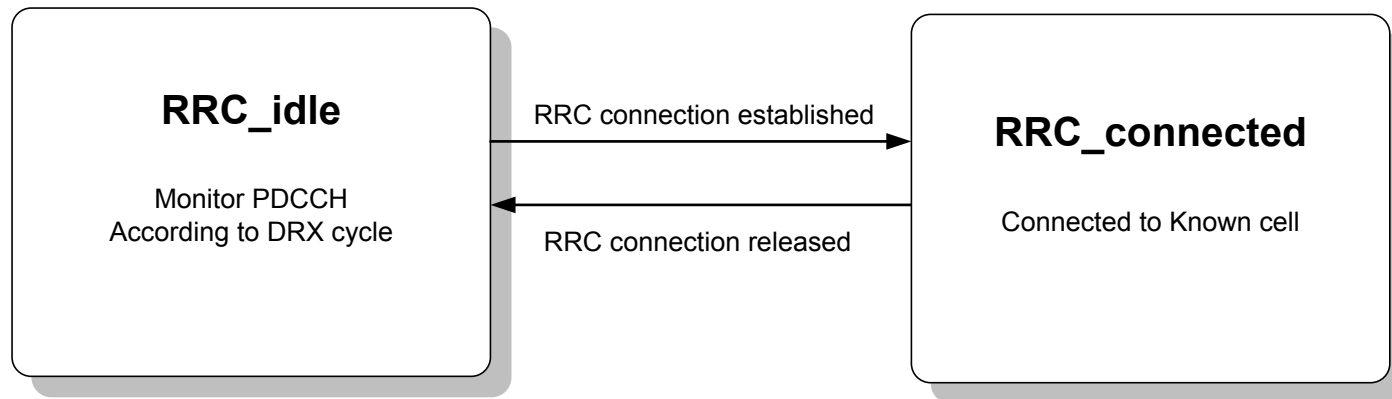 RRC_idle
Monitor PDCCH
According to DRX cycle
RRC connection established
RRC connection released
RRC_connected
Connected to Known cell